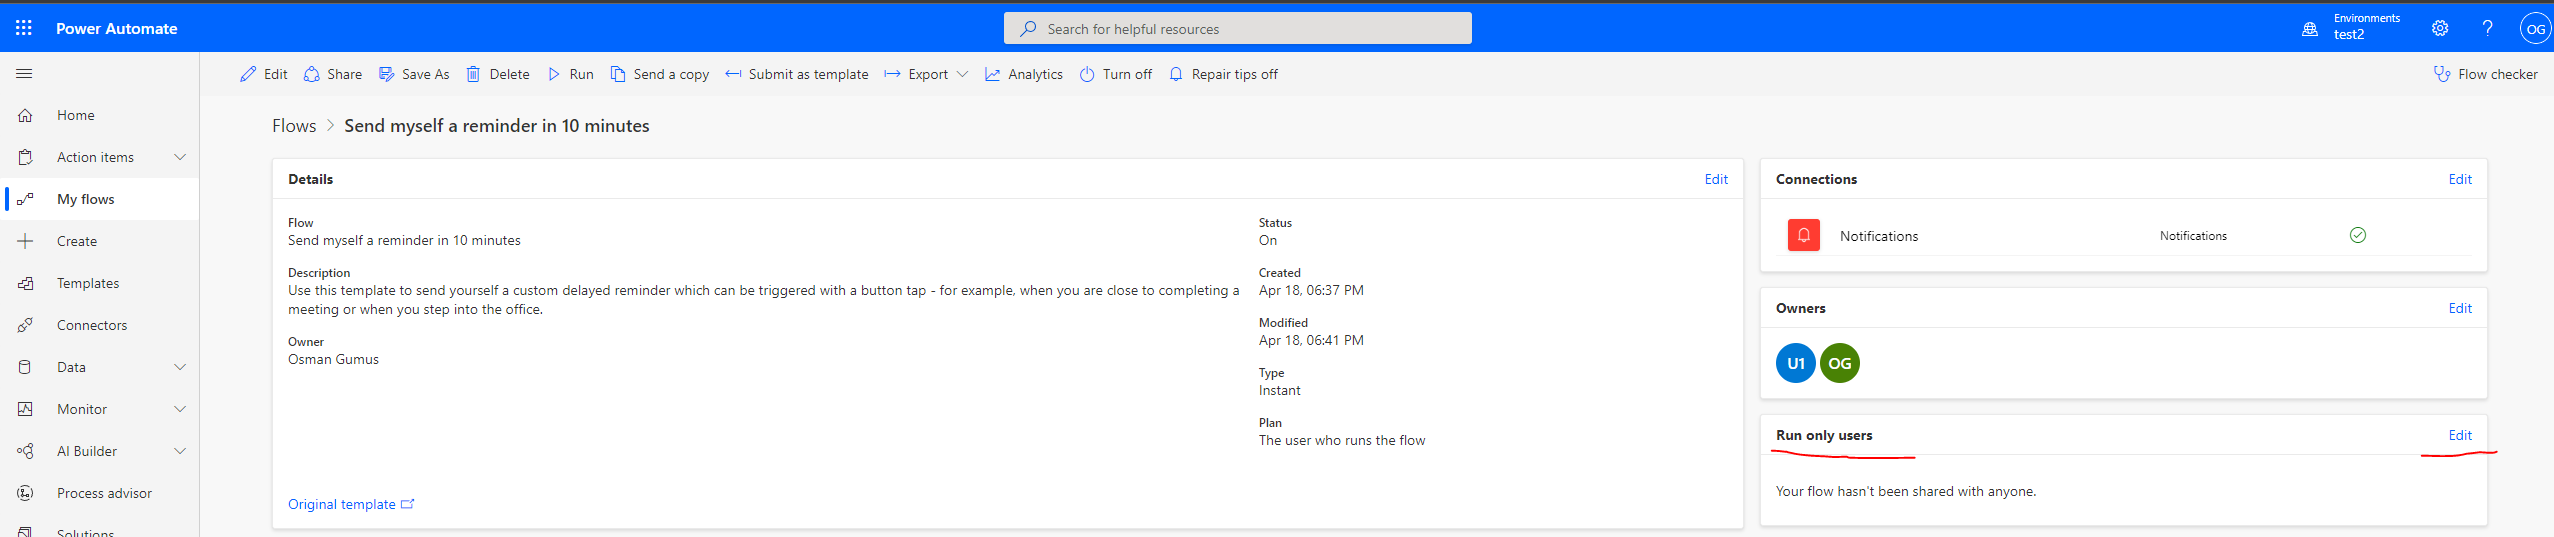 Power Automate
Search for helpful resources
Environments
test2
?
OG
Edit Share Save As Delete Run Send a copy Submit as template Export Analytics Turn off Repair tips off Flow checker
Home
Action items
My flows
Create
Templates
Connectors
Data
Monitor
AI Builder
Process advisor
Solutions
Flows > Send myself a reminder in 10 minutes
Details Edit
Flow
Send myself a reminder in 10 minutes
Description
Use this template to send yourself a custom delayed reminder which can be triggered with a button tap - for example, when you are close to completing a
meeting or when you step into the office.
Owner
Osman Gumus
Original template
Status
On
Created
Apr 18, 06:37 PM
Modified
Apr 18, 06:41 PM
Type
Instant
Plan
The user who runs the flow
Connections Edit
Notifications Notifications
Owners Edit
U1 OG
Run only users Edit
Your flow hasn't been shared with anyone.